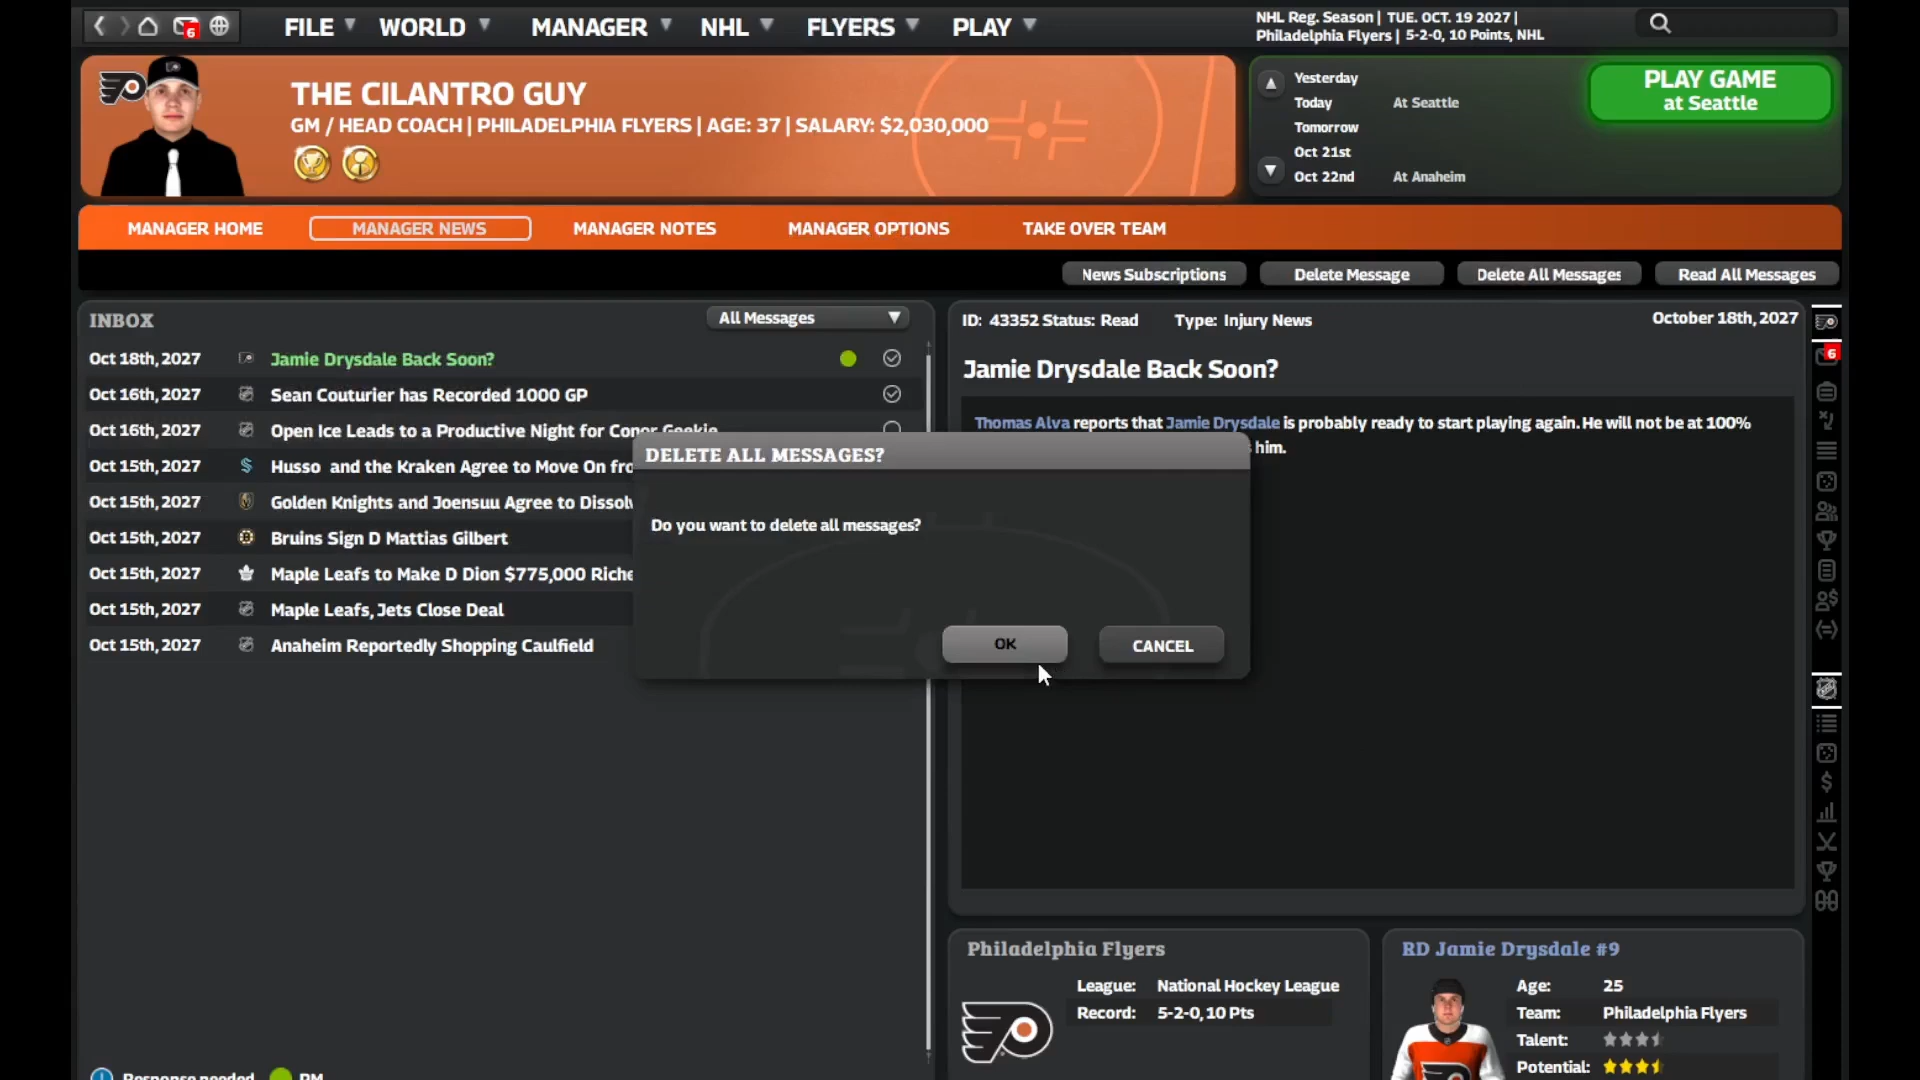 6
FILE
WORLD
MANAGER
NHL
FLYERS
PLAY
NHL Reg. Season | TUE. OCT. 19 2027 |
Philadelphia Flyers | 5-2-0, 10 Points, NHL
THE CILANTRO GUY
GM / HEAD COACH | PHILADELPHIA FLYERS | AGE: 37 | SALARY: $2,030,000
Yesterday
Today At Seattle
Tomorrow
Oct 21st
Oct 22nd At Anaheim
PLAY GAME
at Seattle
MANAGER HOME
MANAGER NEWS
MANAGER NOTES
MANAGER OPTIONS
TAKE OVER TEAM
News Subscriptions
Delete Message
Delete All Messages
Read All Messages
INBOX
All Messages
Oct 18th, 2027 Jamie Drysdale Back Soon?
Oct 16th, 2027 Sean Couturier has Recorded 1000 GP
Oct 16th, 2027 Open Ice Leads to a Productive Night for Conor Geekie
Oct 15th, 2027 Husso and the Kraken Agree to Move On fro
Oct 15th, 2027 Golden Knights and Joensuu Agree to Dissolv
Oct 15th, 2027 Bruins Sign D Mattias Gilbert
Oct 15th, 2027 Maple Leafs to Make D Dion $775,000 Riche
Oct 15th, 2027 Maple Leafs, Jets Close Deal
Oct 15th, 2027 Anaheim Reportedly Shopping Caulfield
Response needed
PM
ID: 43352 Status: Read Type: Injury News
October 18th, 2027
Jamie Drysdale Back Soon?
Thomas Alva reports that Jamie Drysdale is probably ready to start playing again. He will not be at 100%
him.
DELETE ALL MESSAGES?
Do you want to delete all messages?
OK
CANCEL
6
Philadelphia Flyers
League: National Hockey League
Record: 5-2-0, 10 Pts
RD Jamie Drysdale #9
Age: 25
Team: Philadelphia Flyers
Talent:
Potential: